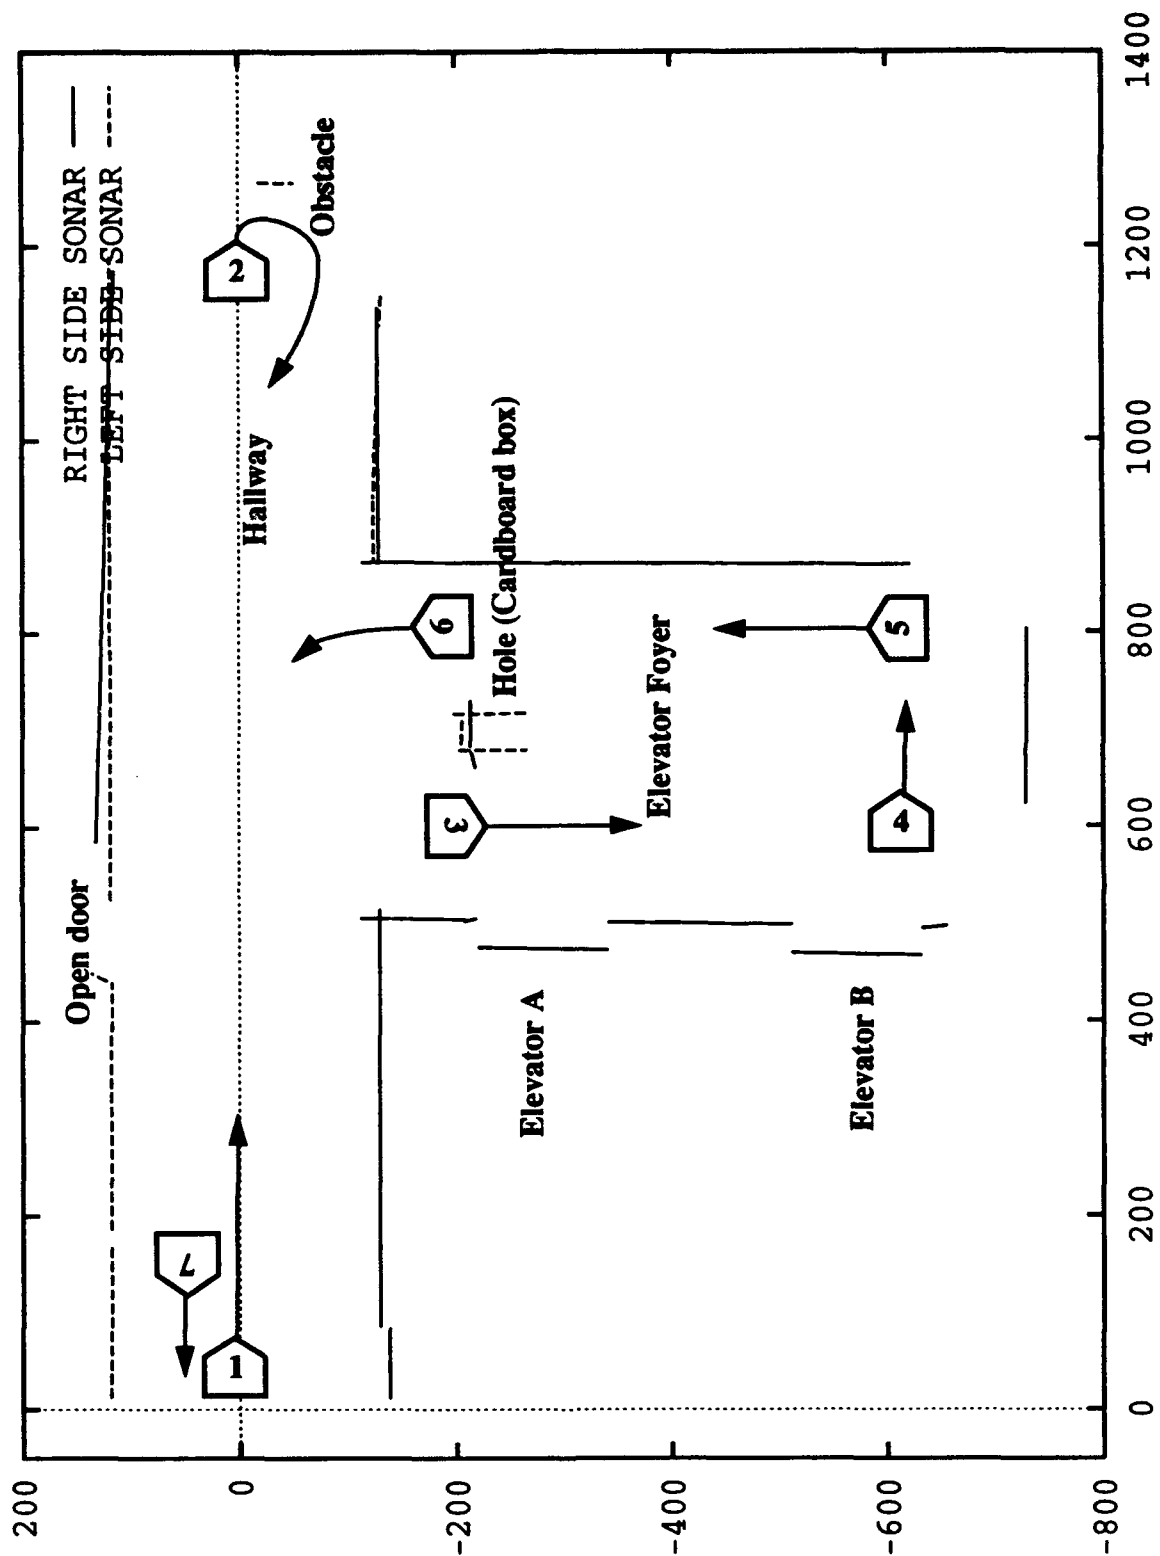 RIGHT SIDE SONAR
LEFT SIDE SONAR
Open door
2
Obstacle
Hallway
7
1
6
Hole (Cardboard box)
3
Elevator Foyer
5
4
Elevator A
Elevator B
200
0
-200
-400
-600
-800
0
200
400
600
800
1000
1200
1400